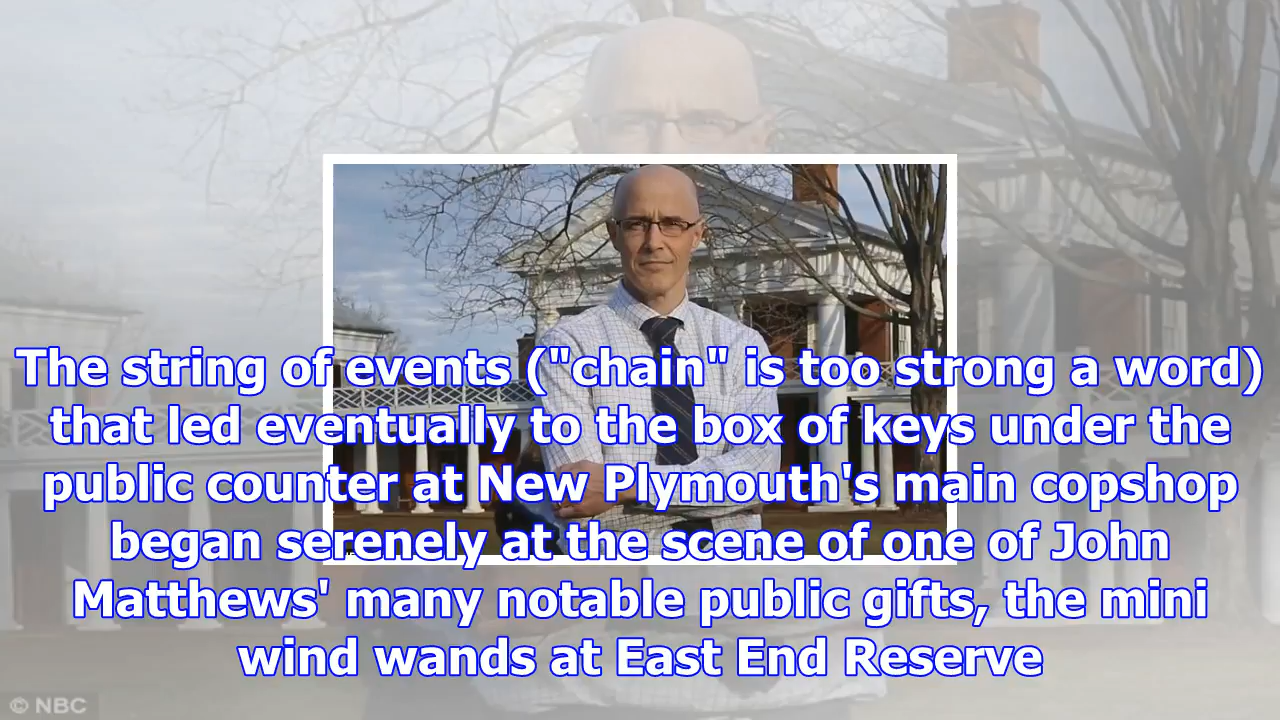 The string of events ("chain" is too strong a word)
that led eventually to the box of keys under the
public counter at New Plymouth's main copshop
began serenely at the scene of one of John
Matthews' many notable public gifts, the mini
wind wands at East End Reserve
© NBC